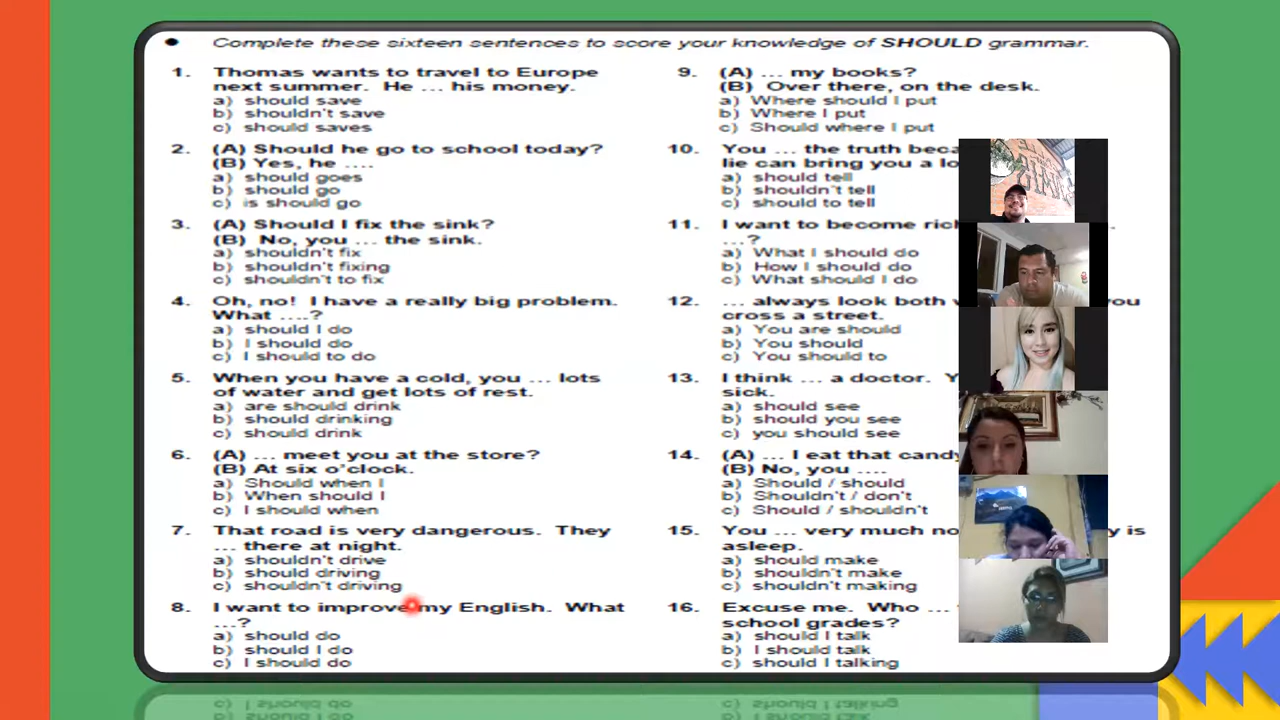 Complete these sixteen sentences to score your knowledge of SHOULD grammar.
1. Thomas wants to travel to Europe
next summer. He … his money.
a) should save
b) shouldn't save
c) should saves
2. (A) Should he go to school today?
(B) Yes, he ….
a) should goes
b) should go
c) is should go
3. (A) Should I fix the sink?
(B) No, you … the sink.
a) shouldn't fix
b) shouldn't fixing
c) shouldn't to fix
4. Oh, no! I have a really big problem.
What ….?
a) should I do
b) I should do
c) I should to do
5. When you have a cold, you … lots
of water and get lots of rest.
a) are should drink
b) should drinking
c) should drink
6. (A) … meet you at the store?
(B) At six o'clock.
a) Should when I
b) When should I
c) I should when
7. That road is very dangerous. They
… there at night.
a) shouldn't drive
b) should driving
c) shouldn't driving
8. I want to improve my English. What
…?
a) should do
b) should I do
c) I should do
9. (A) … my books?
(B) Over there, on the desk.
a) Where should I put
b) Where I put
c) Should where I put
10. You … the truth
lie can bring you a
a) should tell
b) shouldn't tell
c) should to tell
11. I want to become
…?
a) What I should do
b) How I should do
c) What should I do
12. … always look both you
cross a street.
a) You are should
b) You should
c) You should to
13. I think … a doctor.
sick.
a) should see
b) should you see
c) you should see
14. (A) … I eat that candy
(B) No, you ….
a) Should / should
b) Shouldn't / don't
c) Should / shouldn't
15. You … very much is
asleep.
a) should make
b) shouldn't make
c) shouldn't making
16. Excuse me. Who …
school grades?
a) should I talk
b) I should talk
c) should I talking